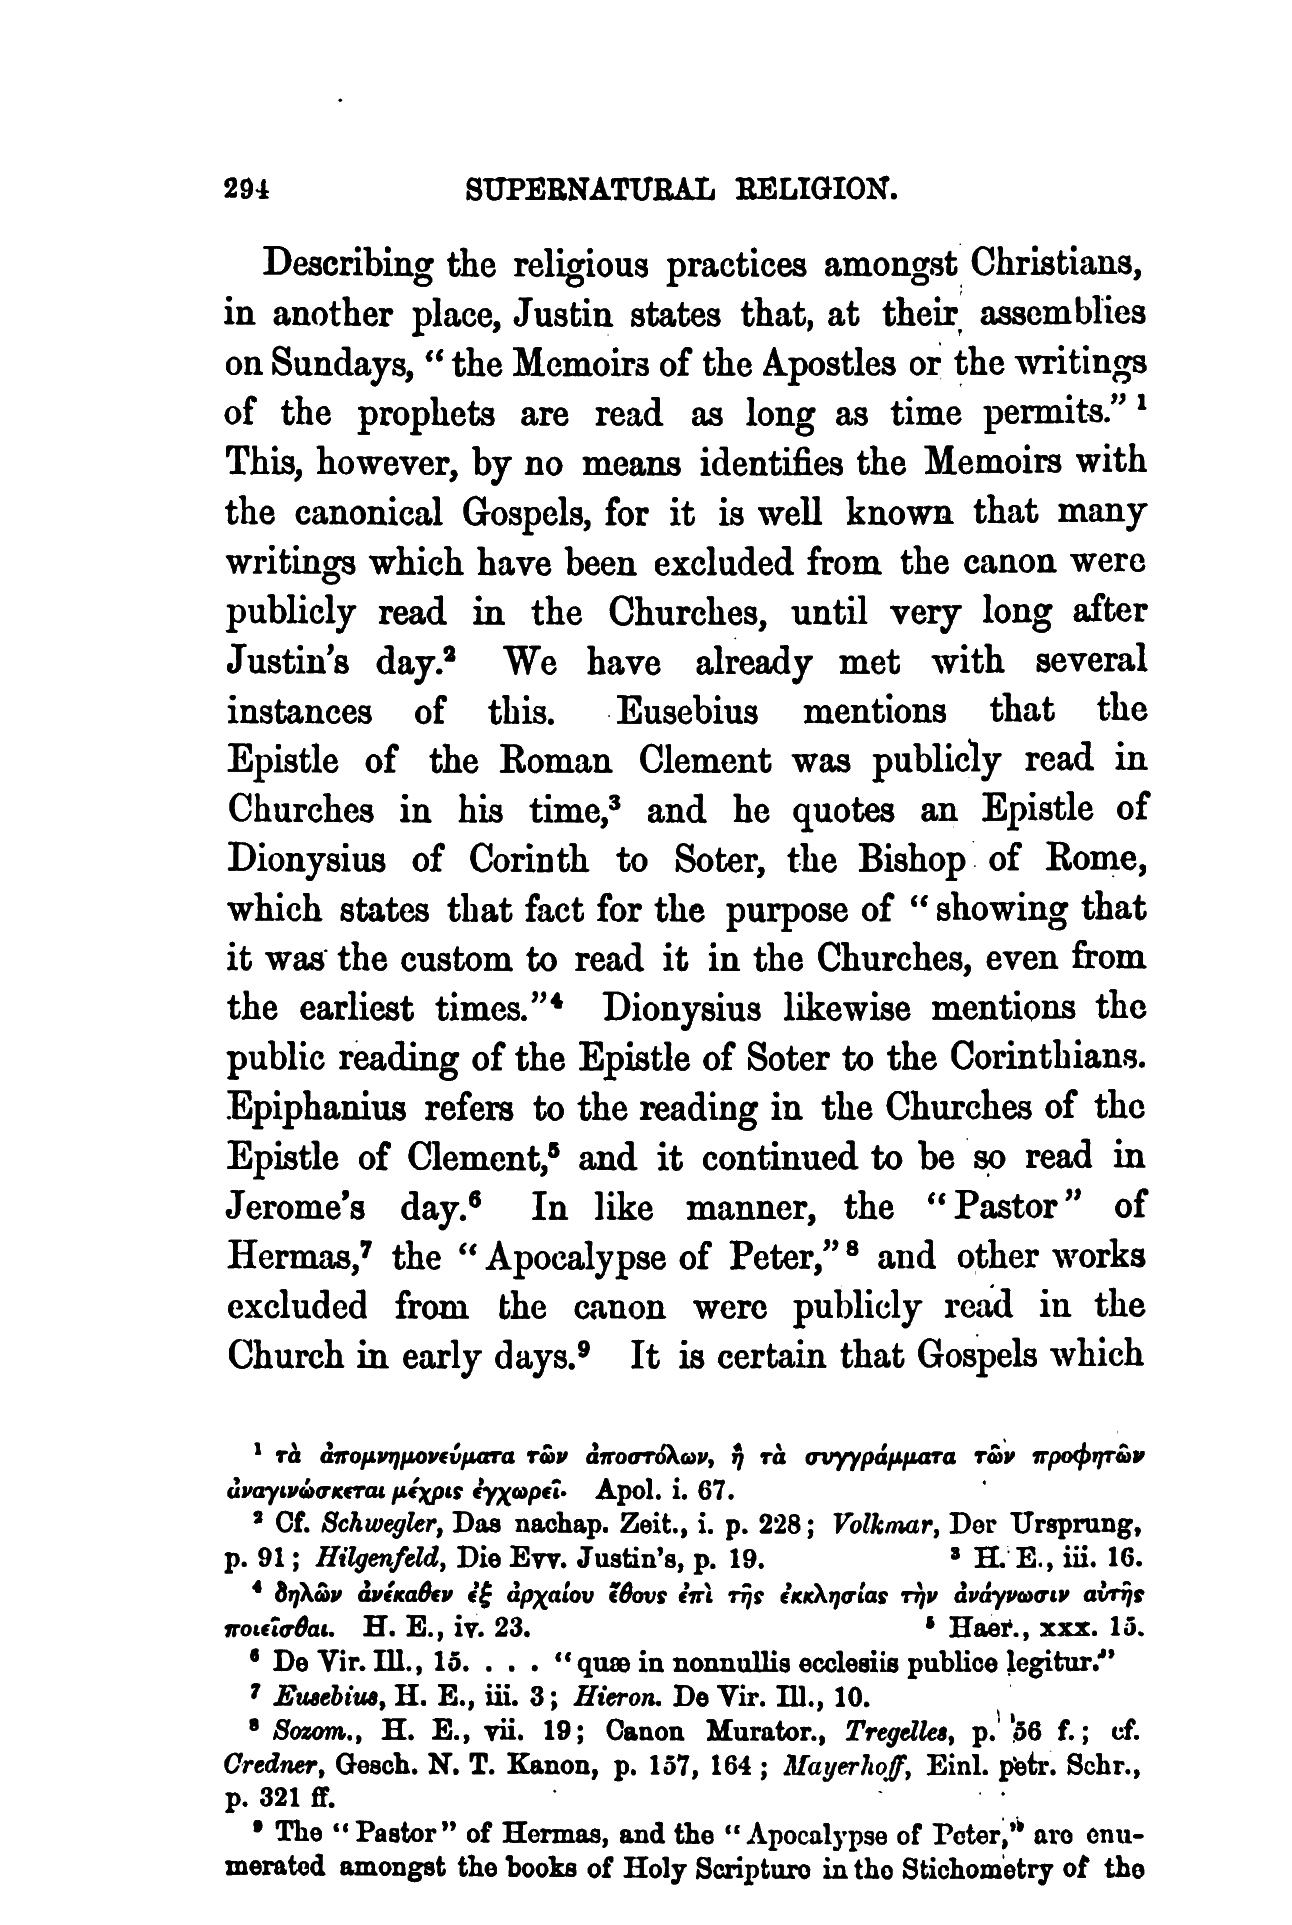 294 SUPERNATURAL RELIGION.
Describing the religious practices amongst Christians,
in another place, Justin states that, at their assemblies
on Sundays, “the Memoirs of the Apostles or the writings
of the prophets are read as long as time permits.” ¹
This, however, by no means identifies the Memoirs with
the canonical Gospels, for it is well known that many
writings which have been excluded from the canon were
publicly read in the Churches, until very long after
Justin’s day.² We have already met with several
instances of this. Eusebius mentions that the
Epistle of the Roman Clement was publicly read in
Churches in his time,³ and he quotes an Epistle of
Dionysius of Corinth to Soter, the Bishop of Rome,
which states that fact for the purpose of “showing that
it was the custom to read it in the Churches, even from
the earliest times.”⁴ Dionysius likewise mentions the
public reading of the Epistle of Soter to the Corinthians.
Epiphanius refers to the reading in the Churches of the
Epistle of Clement,⁵ and it continued to be so read in
Jerome’s day.⁶ In like manner, the “Pastor” of
Hermas,⁷ the “Apocalypse of Peter,” ⁸ and other works
excluded from the canon were publicly read in the
Church in early days.⁹ It is certain that Gospels which
¹ τὰ ἀπομνημονεύματα τῶν ἀποστόλων, ἢ τὰ συγγράμματα τῶν προφητῶν
ἀναγινώσκεται μέχρις ἐγχωρεῖ· Apol. i. 67.
² Cf. Schwegler, Das nachap. Zeit., i. p. 228; Volkmar, Der Ursprung,
p. 91; Hilgenfeld, Die Evv. Justin’s, p. 19. ³ H. E., iii. 16.
⁴ δηλῶν ἀνέκαθεν ἐξ ἀρχαίου ἔθους ἐπὶ τῆς ἐκκλησίας τὴν ἀνάγνωσιν αὐτῆς
ποιεῖσθαι. H. E., iv. 23. ⁵ Haer., xxx. 15.
⁶ De Vir. Ill., 15. . . . “quæ in nonnullis ecclesiis publice legitur.”
⁷ Eusebius, H. E., iii. 3; Hieron. De Vir. Ill., 10.
⁸ Sozom., H. E., vii. 19; Canon Murator., Tregelles, p. 56 f.; cf.
Credner, Gesch. N. T. Kanon, p. 157, 164; Mayerhoff, Einl. petr. Schr.,
p. 321 ff.
⁹ The “Pastor” of Hermas, and the “Apocalypse of Peter,” are enu-
merated amongst the books of Holy Scripture in the Stichometry of the